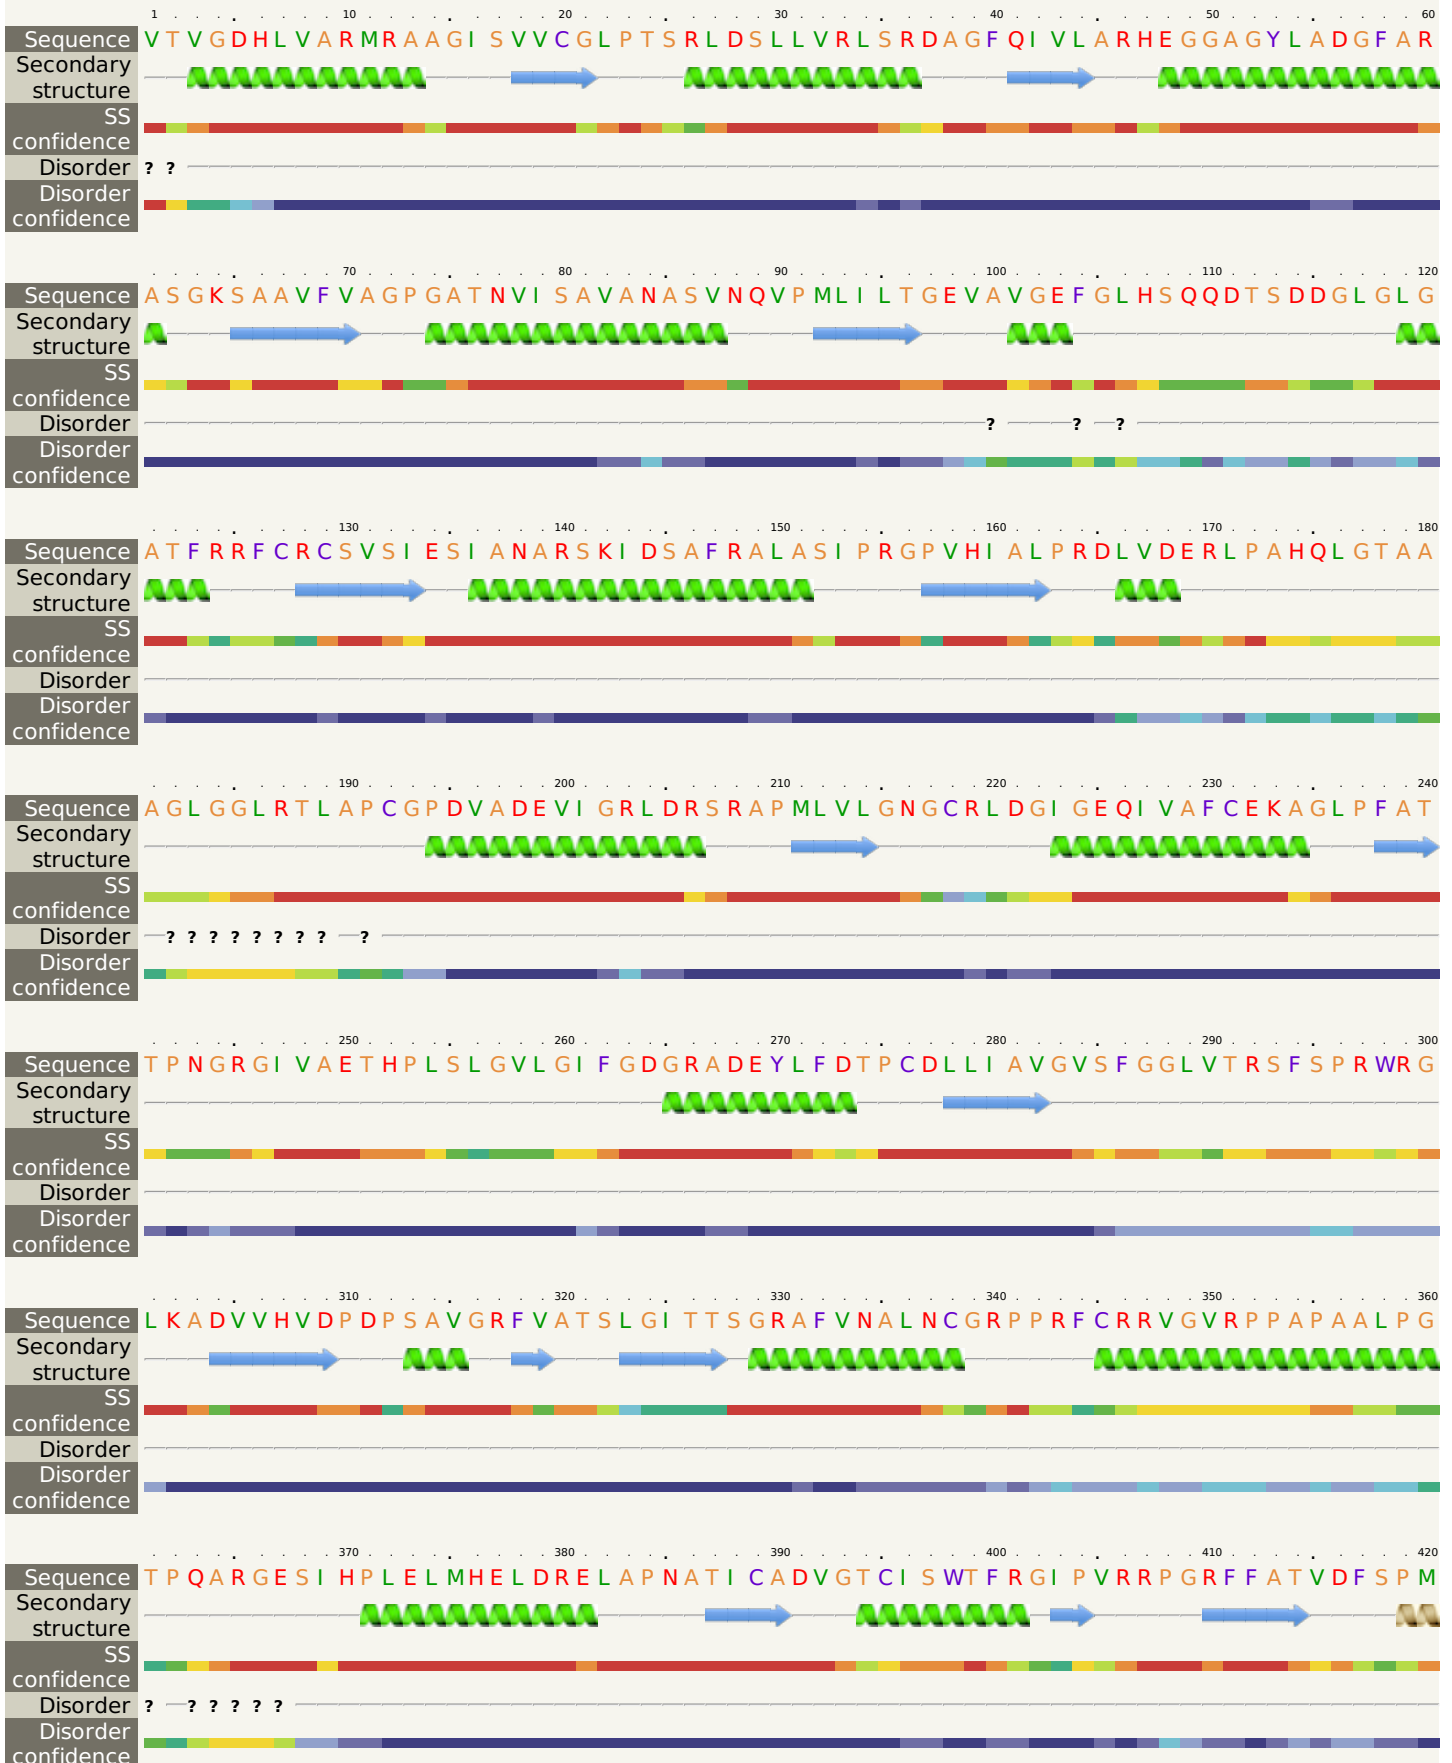 1 10 20 30 40 50 60
Sequence VTVGDHLVARMRAAGISVVCGLPTSRLDSLLVRLSRDAGFQIVLARHEGGAGYLADGFAR
Secondary
structure
SS
confidence
Disorder ? ?
Disorder
confidence
70 80 90 100 110 120
Sequence ASGKSAAVFVAGPGATNVISAVANASVNQVPMLILTGEVAVGEFGLHSQQDTSDDGLGLG
Secondary
structure
SS
confidence
Disorder ? ? ?
Disorder
confidence
130 140 150 160 170 180
Sequence ATFRRFCRCSVSIESIANARSKIDSAFRALASIPRGPVHIALPRDLVDERLPAHQLGTAA
Secondary
structure
SS
confidence
Disorder
Disorder
confidence
190 200 210 220 230 240
Sequence AGLGGLRTLAPCGPDVADEVIGRLDRSRAPMLVLGNGCRLDGIGEQIVAFCEKAGLPFAT
Secondary
structure
SS
confidence
Disorder ? ? ? ? ? ? ? ? ?
Disorder
confidence
250 260 270 280 290 300
Sequence TPNGRGIVAETHPLSLGVLGIFGDGRADEYLFDTPCDLLIAVGVSFGGLVTRSFSPRWRG
Secondary
structure
SS
confidence
Disorder
Disorder
confidence
310 320 330 340 350 360
Sequence LKADVVHVDPDPSAVGRFVATSLGITTSGRAFVNALNCGRPPRFCRRVGVRPPAPAALPG
Secondary
structure
SS
confidence
Disorder
Disorder
confidence
370 380 390 400 410 420
Sequence TPQARGESIHPLELMHELDRELAPNATICADVGTCISWTFRGIPVRRPGRFFATVDFSPM
Secondary
structure
SS
confidence
Disorder ? ? ? ? ? ?
Disorder
confidence